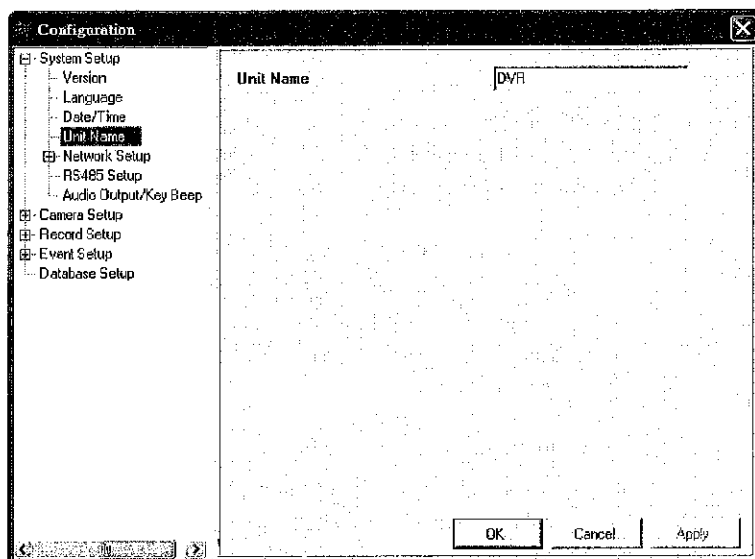 Configuration
System Setup
Version
Language
Date/Time
Unit Name
Network Setup
RS485 Setup
Audio Output/Key Beep
Camera Setup
Record Setup
Event Setup
Database Setup
Unit Name
DVR
OK
Cancel
Apply